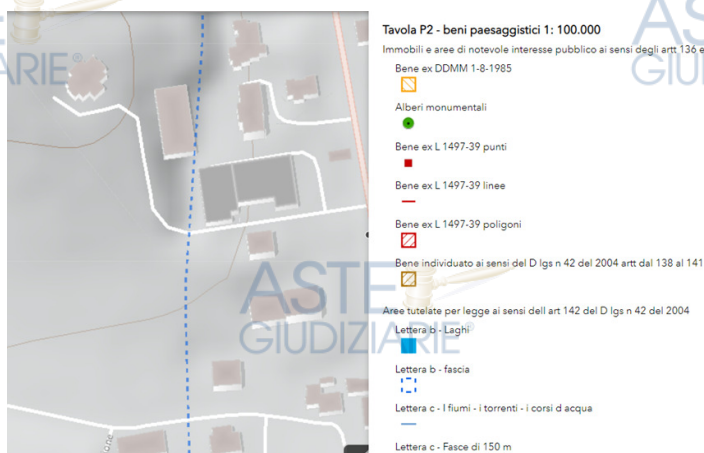 Tavola P2 - beni paesaggistici 1: 100.000
Immobili e aree di notevole interesse pubblico ai sensi degli artt 136 e
Bene ex DDMM 1-8-1985
Alberi monumentali
Bene ex L 1497-39 punti
Bene ex L 1497-39 linee
Bene ex L 1497-39 poligoni
Bene individuato ai sensi del D lgs n 42 del 2004 artt dal 138 al 141
Aree tutelate per legge ai sensi dell art 142 del D lgs n 42 del 2004
Lettera b - Laghi
Lettera b - fascia
Lettera c - I fiumi - i torrenti - i corsi d acqua
Lettera c - Fasce di 150 m
ASTE
GIUDIZIARIE®
ARIE®
AS
GIU